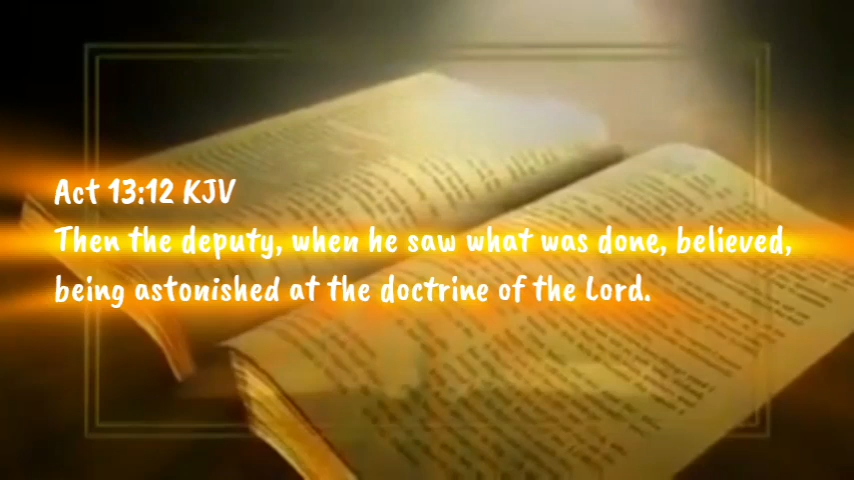 Act 13:12 KJV
Then the deputy, when he saw what was done, believed,
being astonished at the doctrine of the Lord.